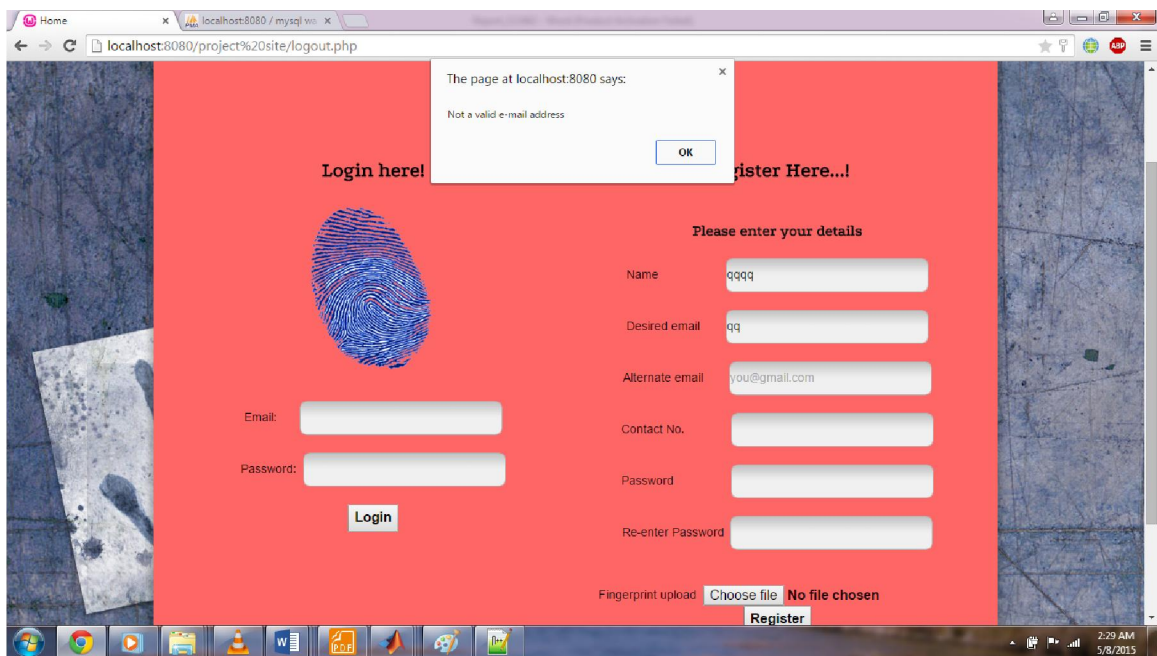 Home
localhost:8080 / mysql wa
localhost:8080/project%20site/logout.php
ABP
The page at localhost:8080 says:
Not a valid e-mail address
OK
Login here!
gister Here...!
Please enter your details
Name
qqqq
Desired email
qq
Alternate email
you@gmail.com
Email:
Contact No.
Password:
Password
Login
Re-enter Password
Fingerprint upload Choose file No file chosen
Register
W
PDF
2:29 AM
5/8/2015